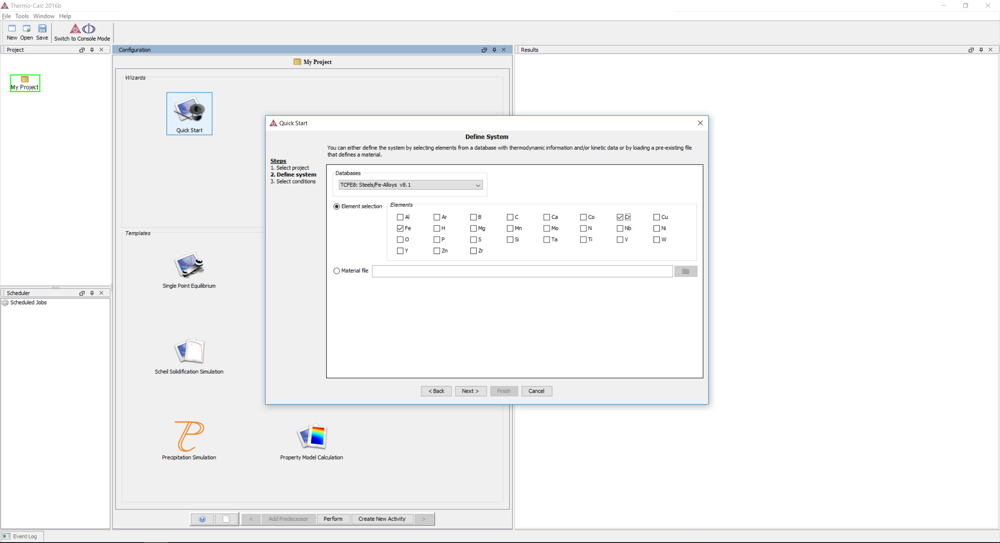 Thermo-Calc 2016b
File Tools Window Help
New Open Save Switch to Console Mode
Project
My Project
Scheduler
Scheduled Jobs
Configuration
My Project
Wizards
Quick Start
Templates
Single Point Equilibrium
Scheil Solidification Simulation
Precipitation Simulation
Property Model Calculation
< Add Predecessor Perform Create New Activity >
Results
Quick Start
Define System
You can either define the system by selecting elements from a database with thermodynamic information and/or kinetic data or by loading a pre-existing file
that defines a material.
Steps
1. Select project
2. Define system
3. Select conditions
Databases
TCFE8: Steels/Fe-Alloys v8.1
Element selection
Elements
Al Ar B C Ca Co Cr Cu
Fe H Mg Mn Mo N Nb Ni
O P S Si Ta Ti V W
Y Zn Zr
Material file
< Back Next > Finish Cancel
Event Log